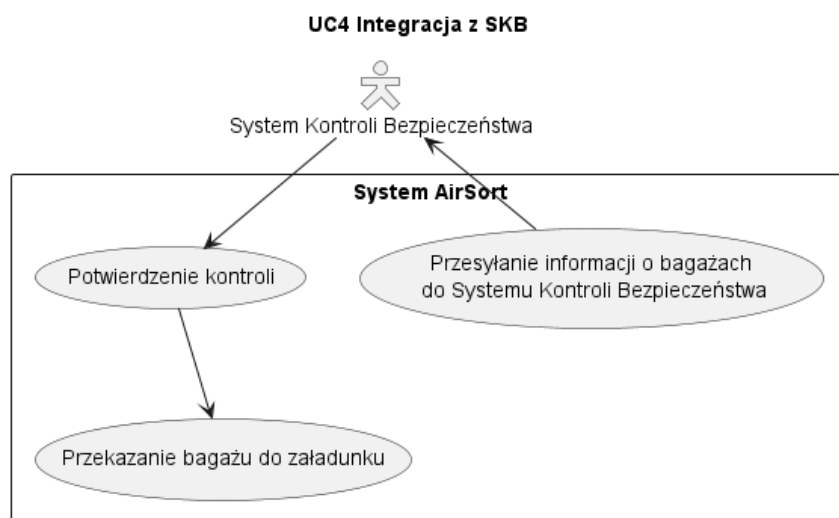 UC4 Integracja z SKB
System Kontroli Bezpieczeństwa
System AirSort
Potwierdzenie kontroli
Przesyłanie informacji o bagażach
do Systemu Kontroli Bezpieczeństwa
Przekazanie bagażu do załadunku